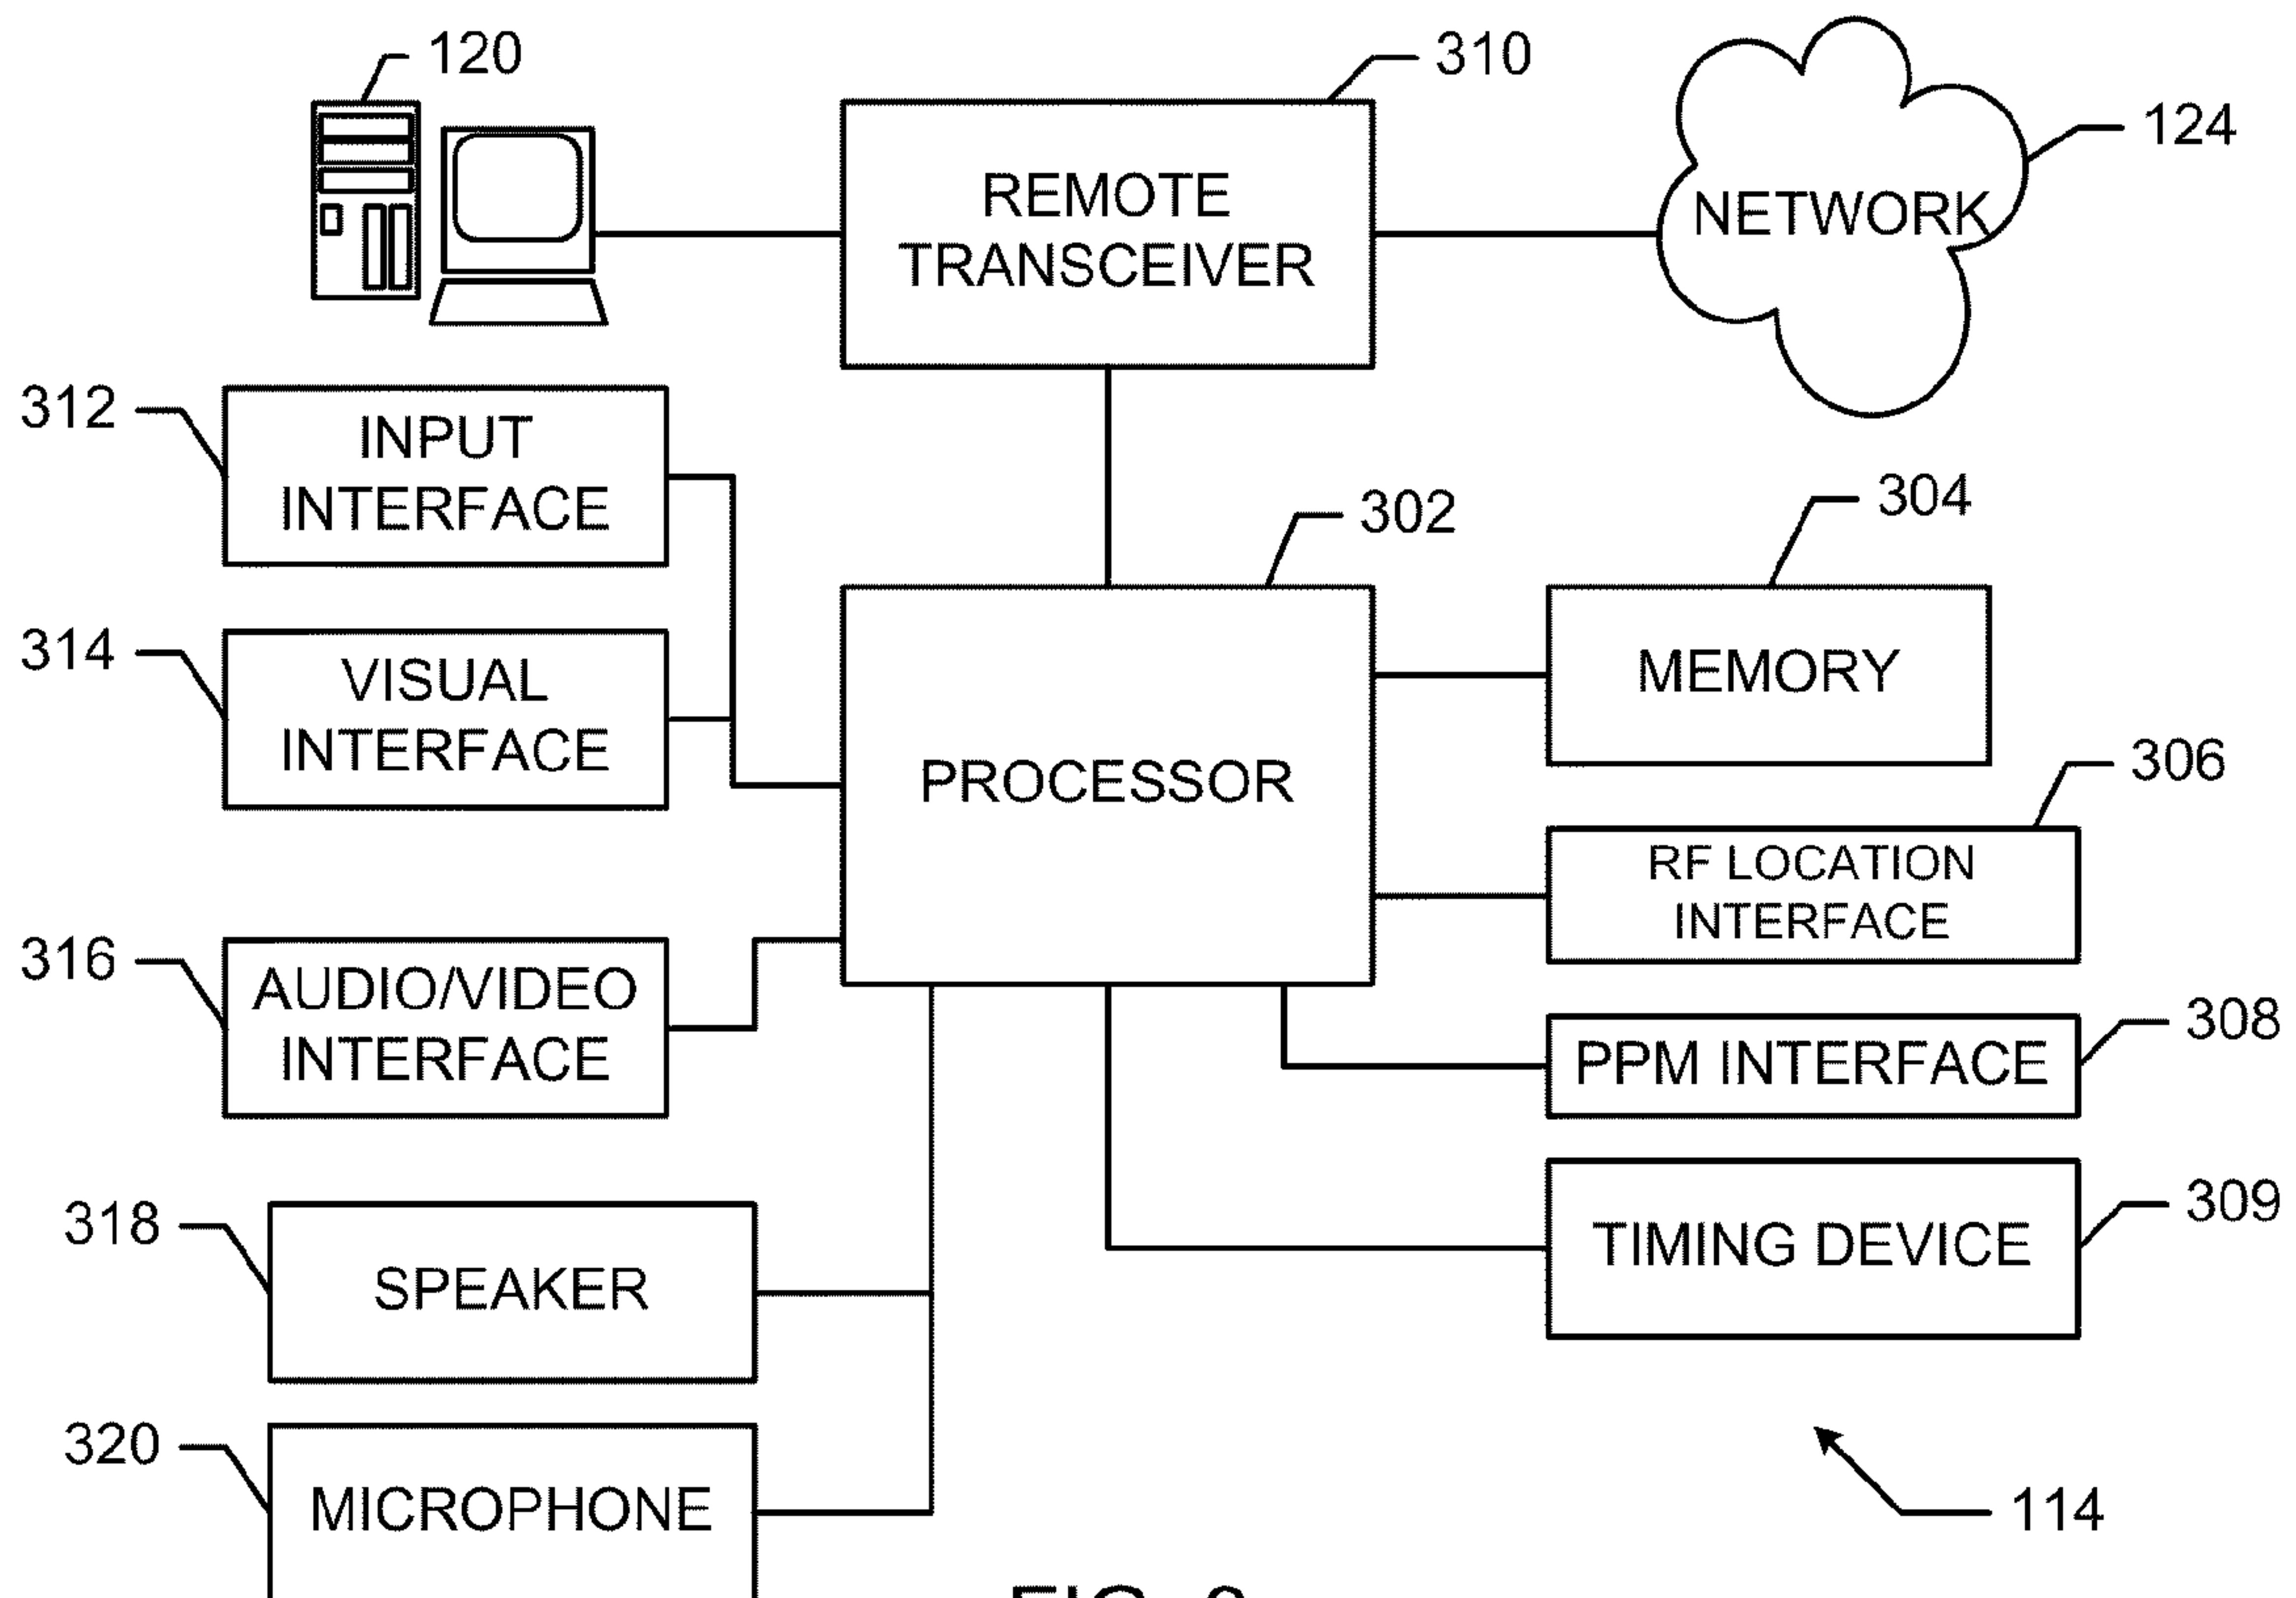 120
310
124
REMOTE
TRANSCEIVER
NETWORK
312
INPUT
INTERFACE
302
304
314
VISUAL
INTERFACE
PROCESSOR
MEMORY
306
RF LOCATION
INTERFACE
316
AUDIO/VIDEO
INTERFACE
308
PPM INTERFACE
318
SPEAKER
309
TIMING DEVICE
320
MICROPHONE
114
FIG.